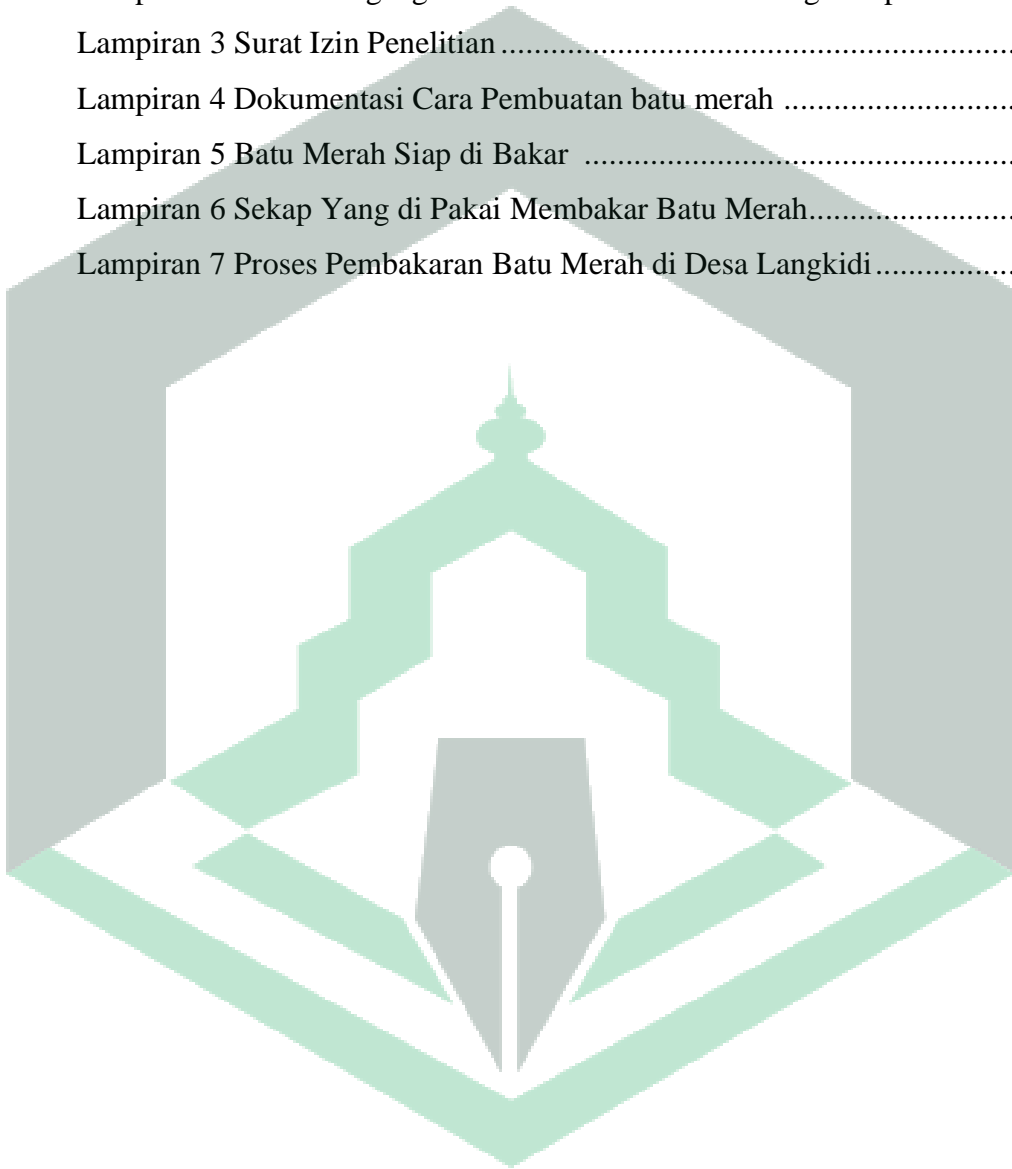 Lampiran 3 Surat Izin Penelitian....................................................
Lampiran 4 Dokumentasi Cara Pembuatan batu merah .......................
Lampiran 5 Batu Merah Siap di Bakar ............................................
Lampiran 6 Sekap Yang di Pakai Membakar Batu Merah.....................
Lampiran 7 Proses Pembakaran Batu Merah di Desa Langkidi...............